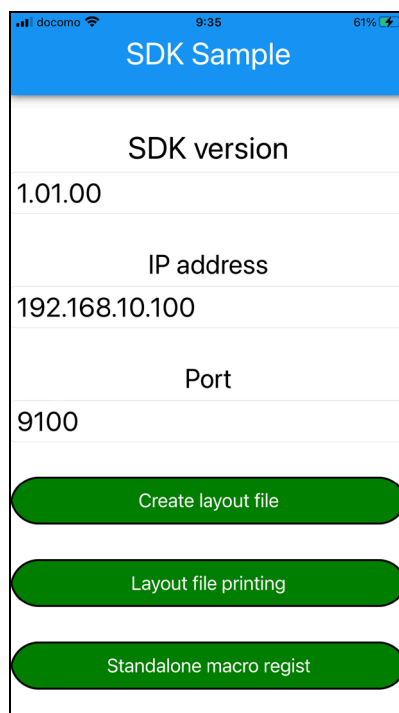 docomo 9:35 61%
SDK Sample
SDK version
1.01.00
IP address
192.168.10.100
Port
9100
Create layout file
Layout file printing
Standalone macro regist